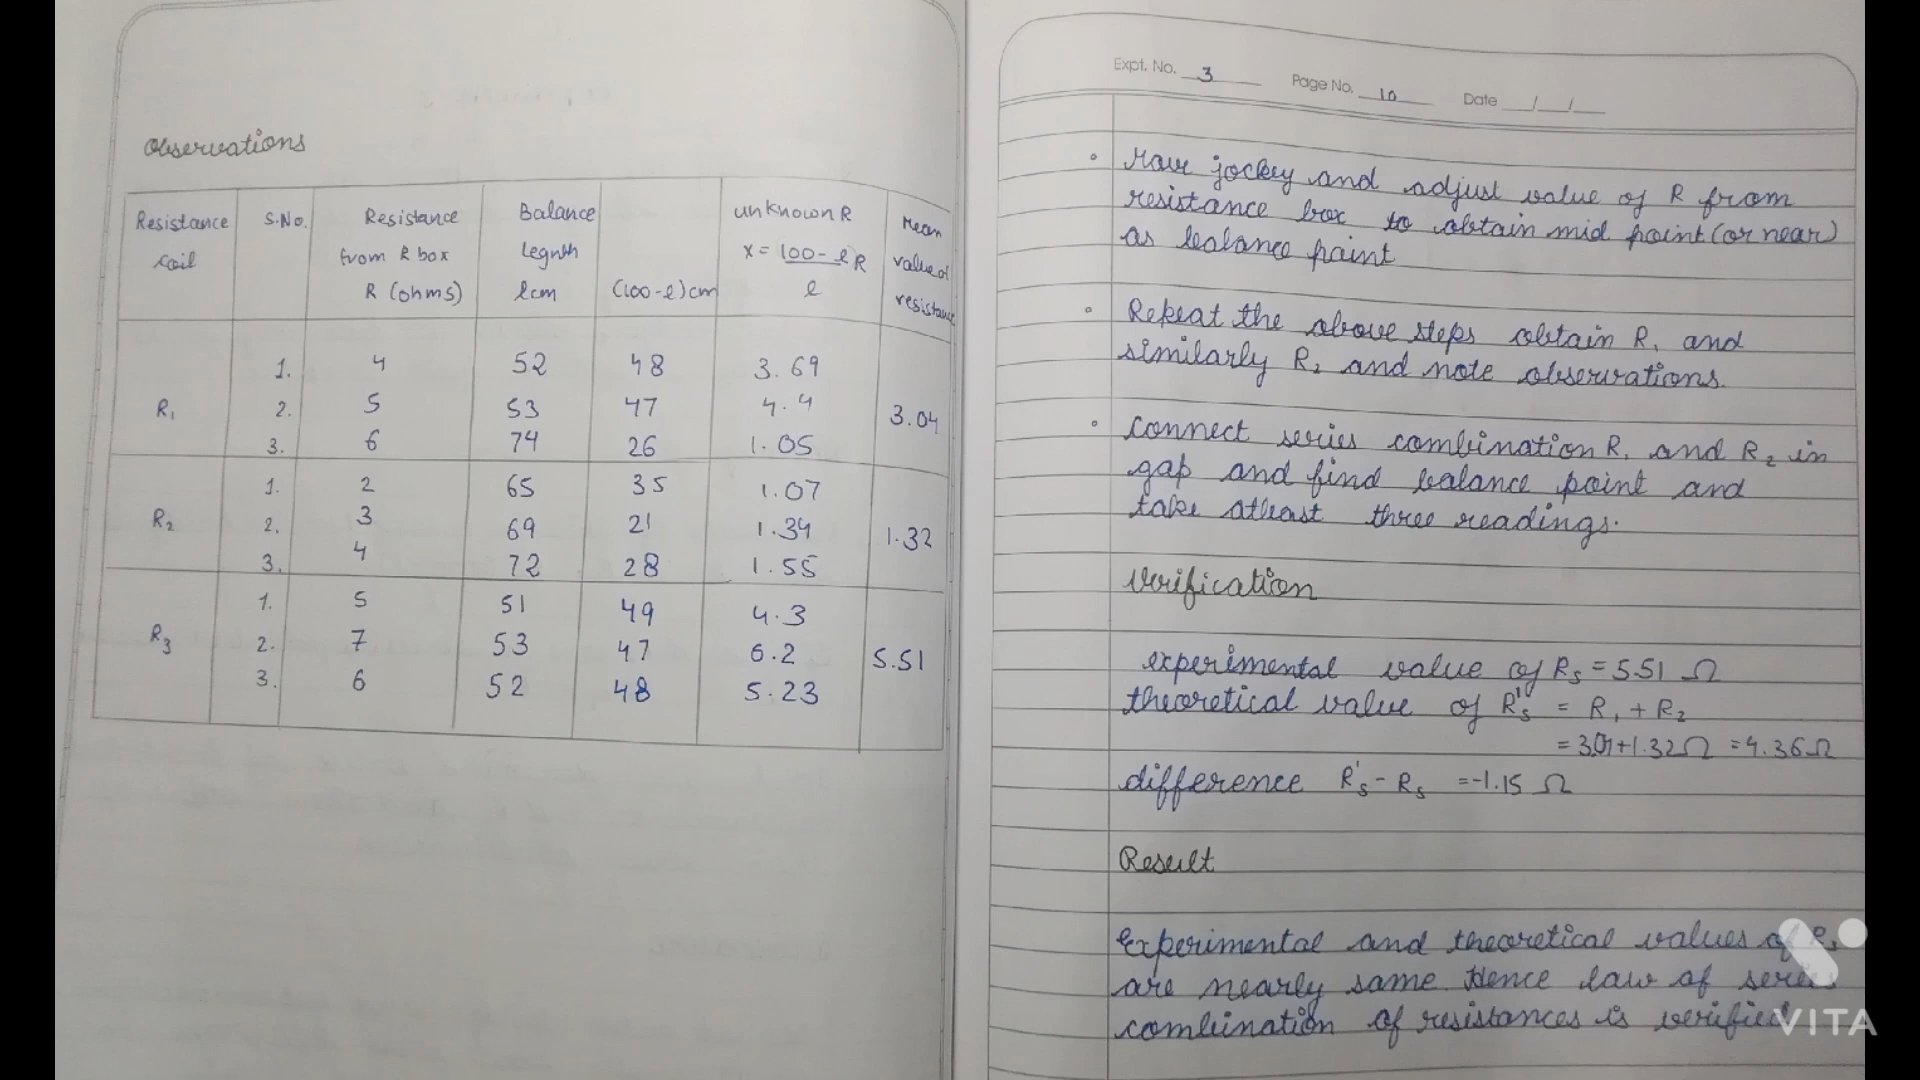 Observations
Resistance coil | S.No. | Resistance from R box R (ohms) | Balance legnth l cm | (100-l) cm | unknown R x = 100-l R / l | Mean value of resistance
R₁ | 1. | 4 | 52 | 48 | 3.69 | 3.04
2. | 5 | 53 | 47 | 4.4
3. | 6 | 74 | 26 | 1.05
R₂ | 1. | 2 | 65 | 35 | 1.07 | 1.32
2. | 3 | 69 | 21 | 1.34
3. | 4 | 72 | 28 | 1.55
R₃ | 1. | 5 | 51 | 49 | 4.3 | 5.51
2. | 7 | 53 | 47 | 6.2
3. | 6 | 52 | 48 | 5.23
Expt. No. 3 Page No. 10 Date / /
• Move jockey and adjust value of R from
resistance box to obtain mid point (or near)
as balance point
• Repeat the above steps obtain R₁ and
similarly R₂ and note observations.
• Connect series combination R₁ and R₂ in
gap and find balance point and
take atleast three readings.
Verification
experimental value of Rs = 5.51 Ω
theoretical value of R's = R₁ + R₂
= 3.04+1.32Ω = 4.36Ω
difference R's - Rs = -1.15 Ω
Result
Experimental and theoretical values of Rs
are nearly same. Hence law of series
combination of resistances is verified
VITA